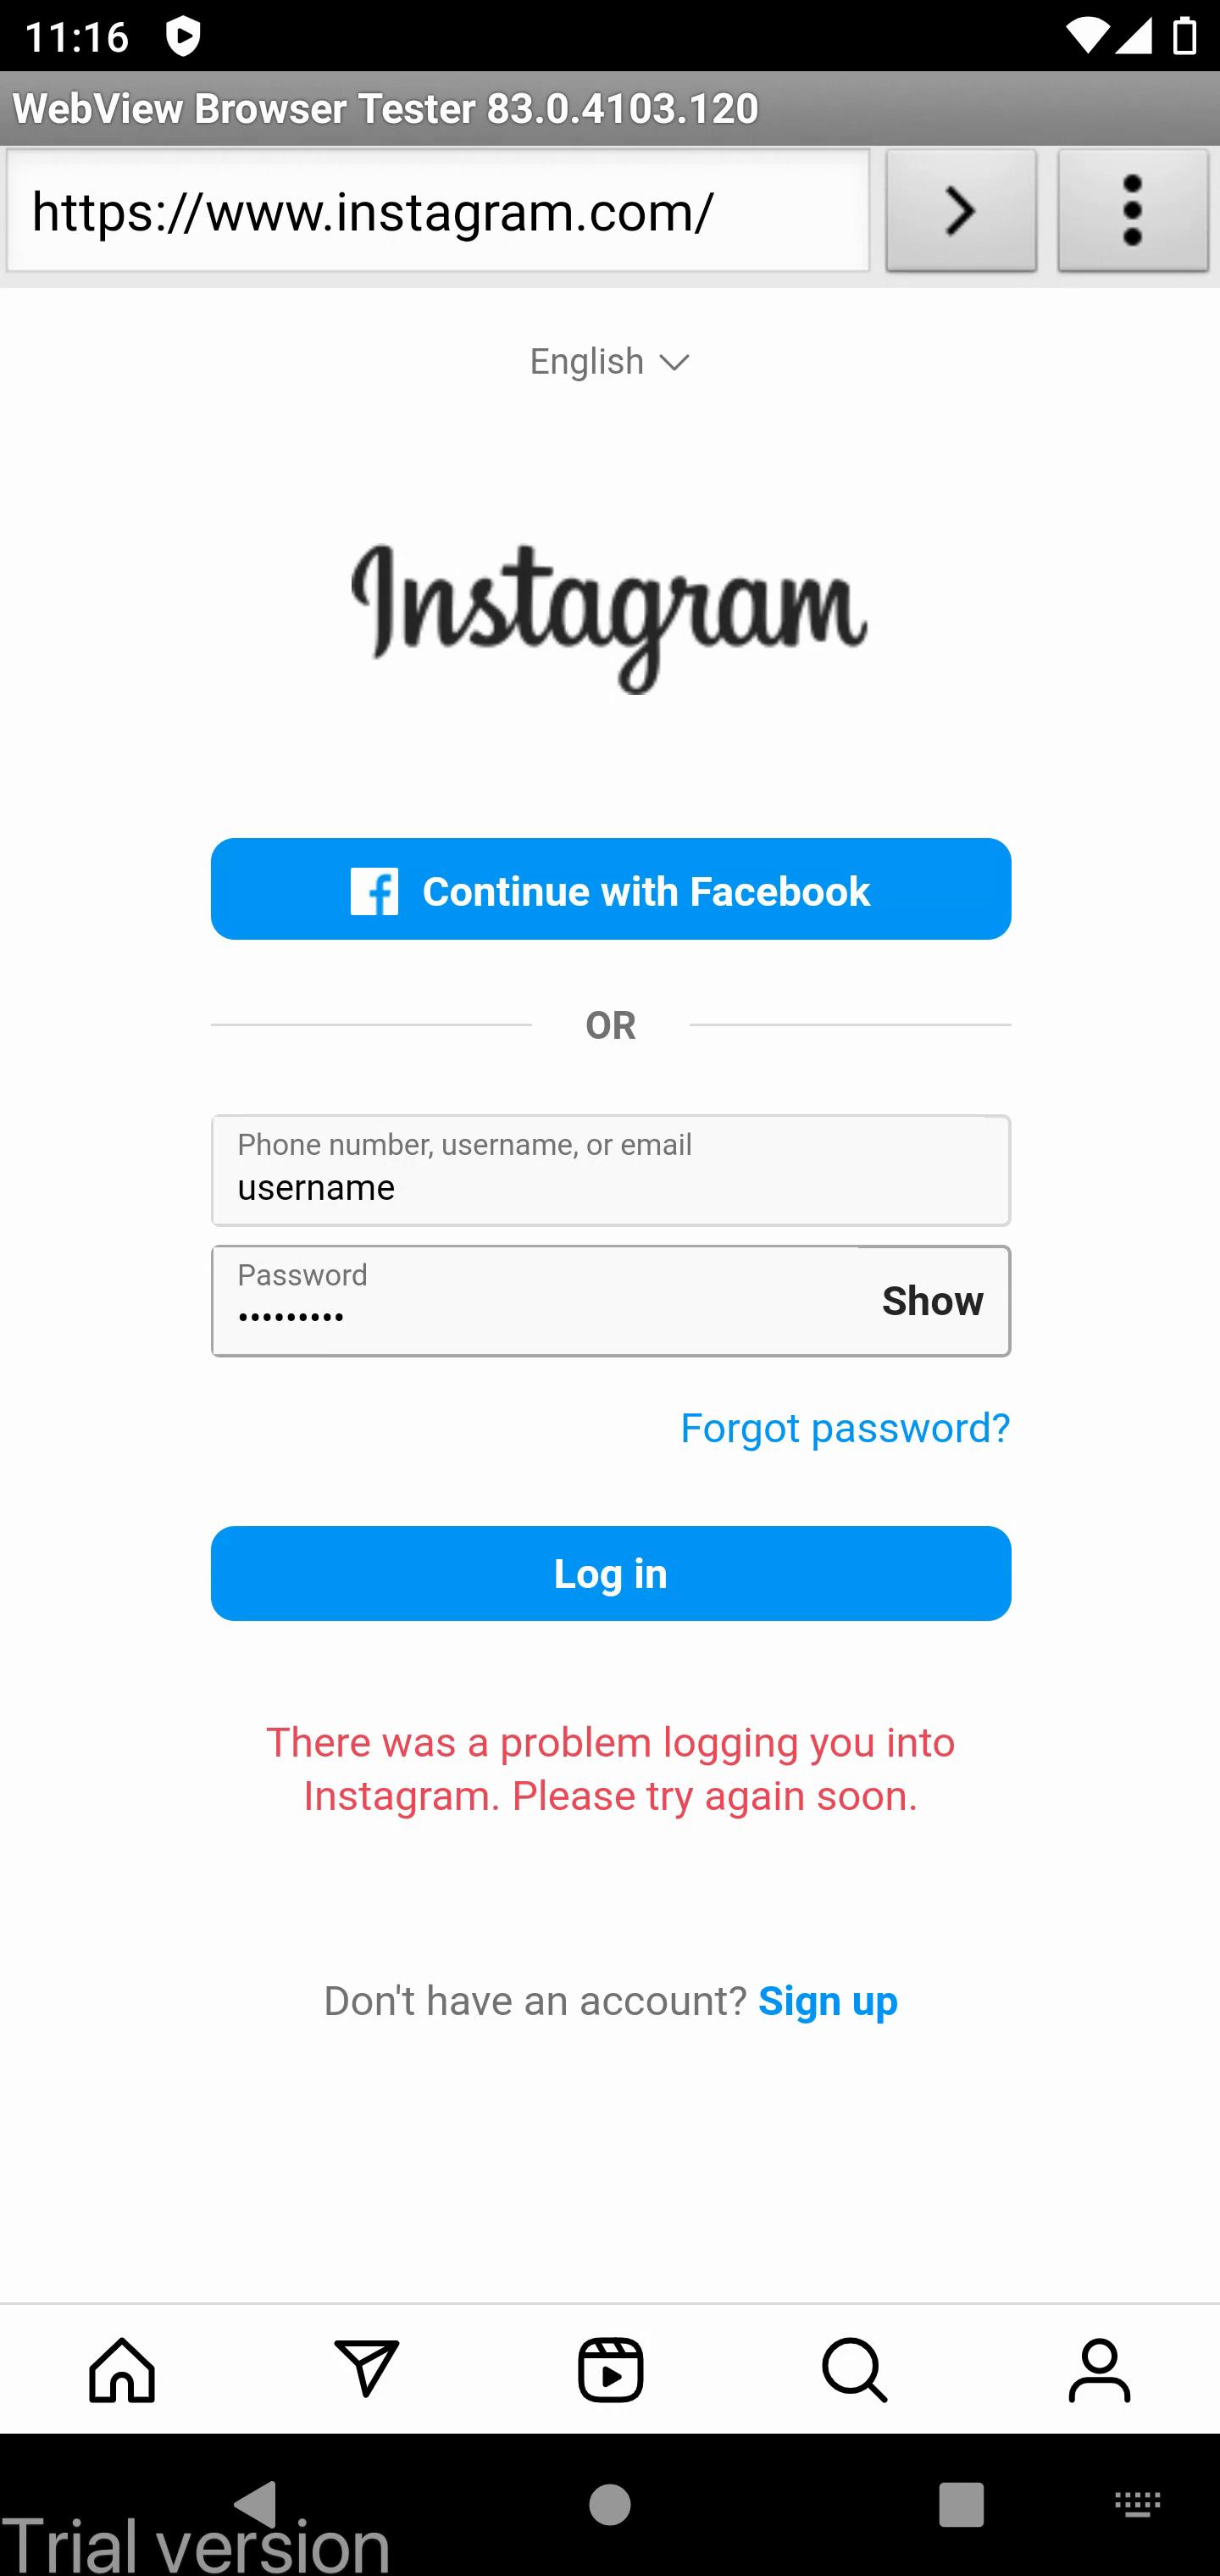 11:16
WebView Browser Tester 83.0.4103.120
https://www.instagram.com/
English
Instagram
Continue with Facebook
OR
Phone number, username, or email
username
Password
•••••••••
Show
Forgot password?
Log in
There was a problem logging you into
Instagram. Please try again soon.
Don't have an account? Sign up
Trial version